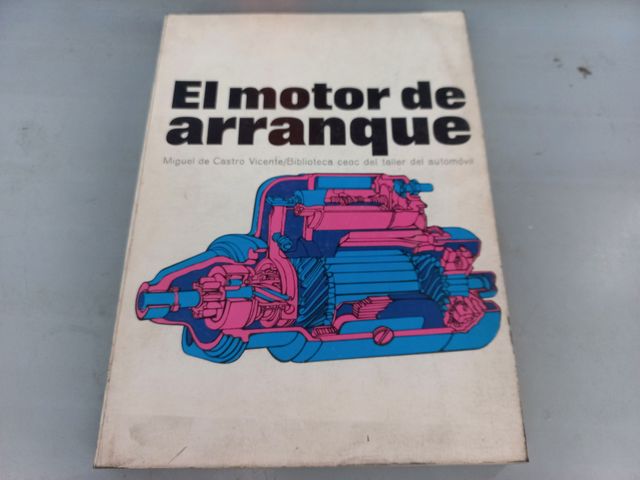 El motor de
arranque
Miguel de Castro Vicente/Biblioteca ceac del taller del automóvil